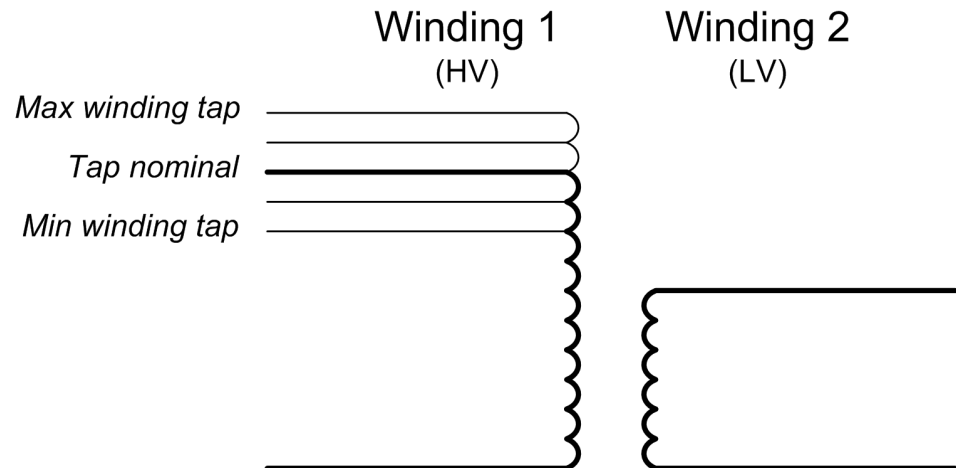 Winding 1
(HV)
Winding 2
(LV)
Max winding tap
Tap nominal
Min winding tap